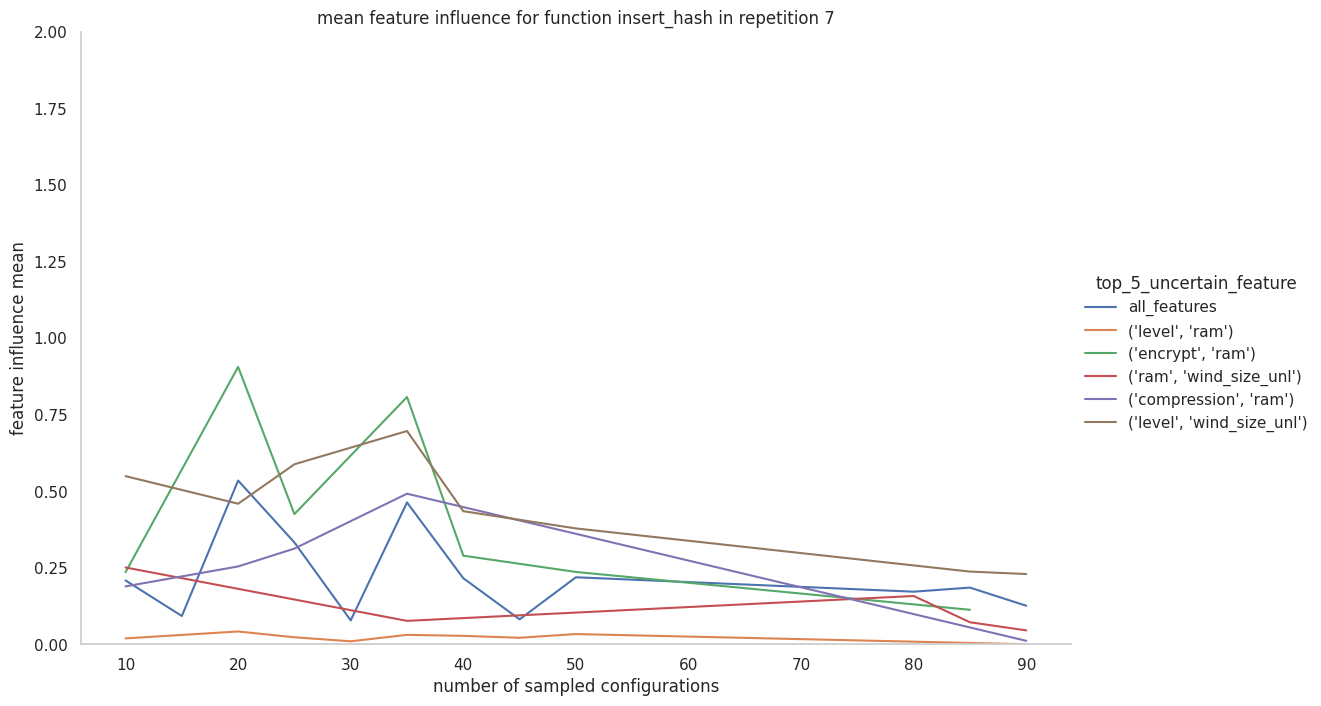 mean feature influence for function insert_hash in repetition 7
2.00
1.75
1.50
1.25
1.00
0.75
0.50
0.25
0.00
feature influence mean
10 20 30 40 50 60 70 80 90
number of sampled configurations
top_5_uncertain_feature
all_features
('level', 'ram')
('encrypt', 'ram')
('ram', 'wind_size_unl')
('compression', 'ram')
('level', 'wind_size_unl')